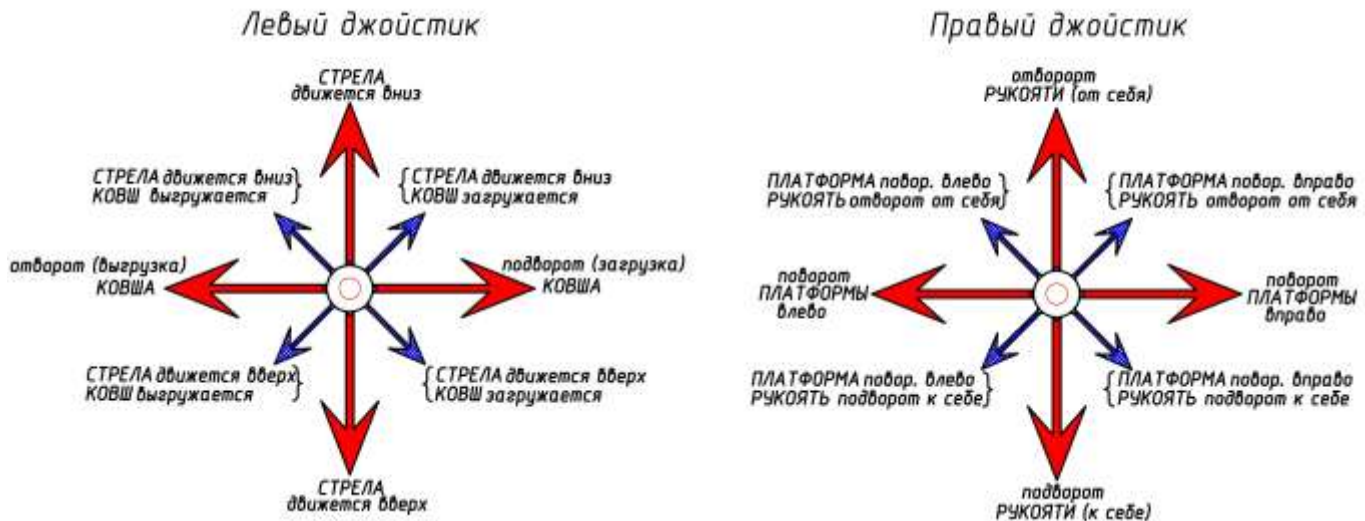 Левый джойстик
СТРЕЛА
движется вниз
СТРЕЛА движется вниз
КОВШ выгружается
СТРЕЛА движется вниз
КОВШ загружается
отворот (выгрузка)
КОВША
подворот (загрузка)
КОВША
СТРЕЛА движется вверх
КОВШ выгружается
СТРЕЛА движется вверх
КОВШ загружается
СТРЕЛА
движется вверх
Правый джойстик
отворорт
РУКОЯТИ (от себя)
ПЛАТФОРМА повор. влево
РУКОЯТЬ отворот от себя
ПЛАТФОРМА повор. вправо
РУКОЯТЬ отворот от себя
поворот
ПЛАТФОРМЫ
влево
поворот
ПЛАТФОРМЫ
вправо
ПЛАТФОРМА повор. влево
РУКОЯТЬ подворот к себе
ПЛАТФОРМА повор. вправо
РУКОЯТЬ подворот к себе
подворот
РУКОЯТИ (к себе)